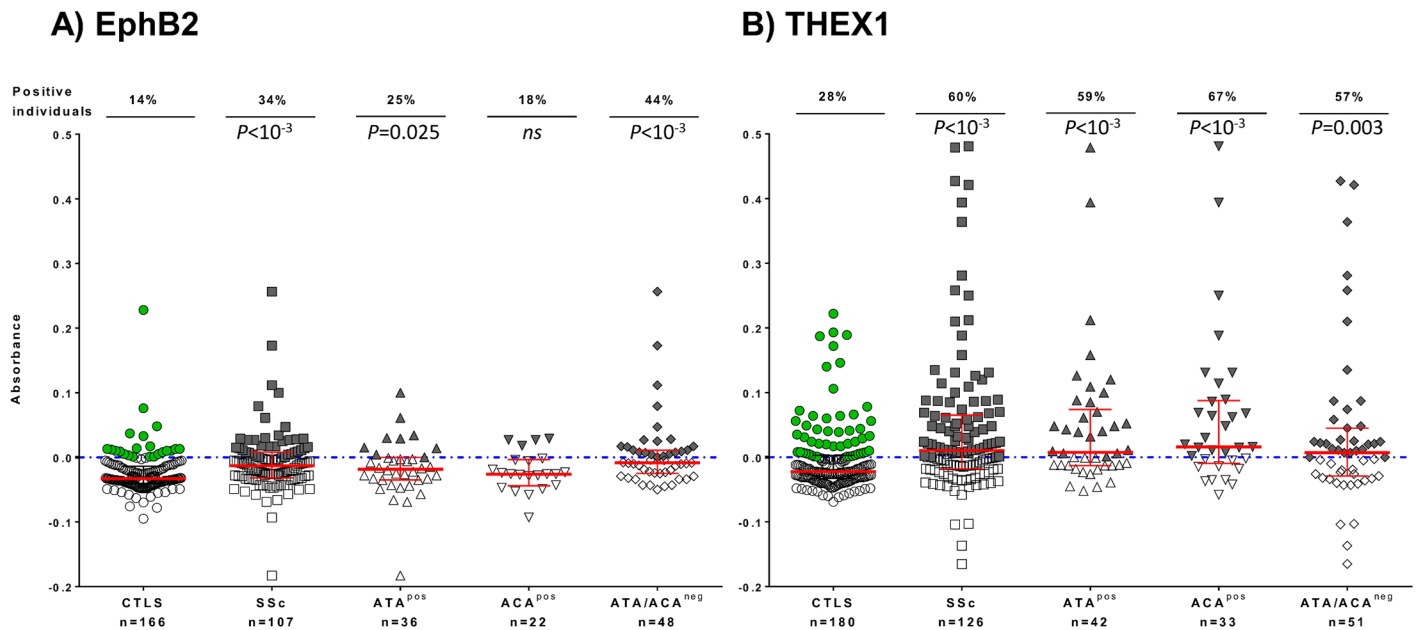 A) EphB2
Positive individuals 14% 34% 25% 18% 44%
P<10-3 P=0.025 ns P<10-3
0.5
0.4
0.3
0.2
0.1
0.0
-0.1
-0.2
Absorbance
CTLS SSc ATApos ACApos ATA/ACAneg
n=166 n=107 n=36 n=22 n=48
B) THEX1
28% 60% 59% 67% 57%
P<10-3 P<10-3 P<10-3 P=0.003
0.5
0.4
0.3
0.2
0.1
0.0
-0.1
-0.2
CTLS SSc ATApos ACApos ATA/ACAneg
n=180 n=126 n=42 n=33 n=51